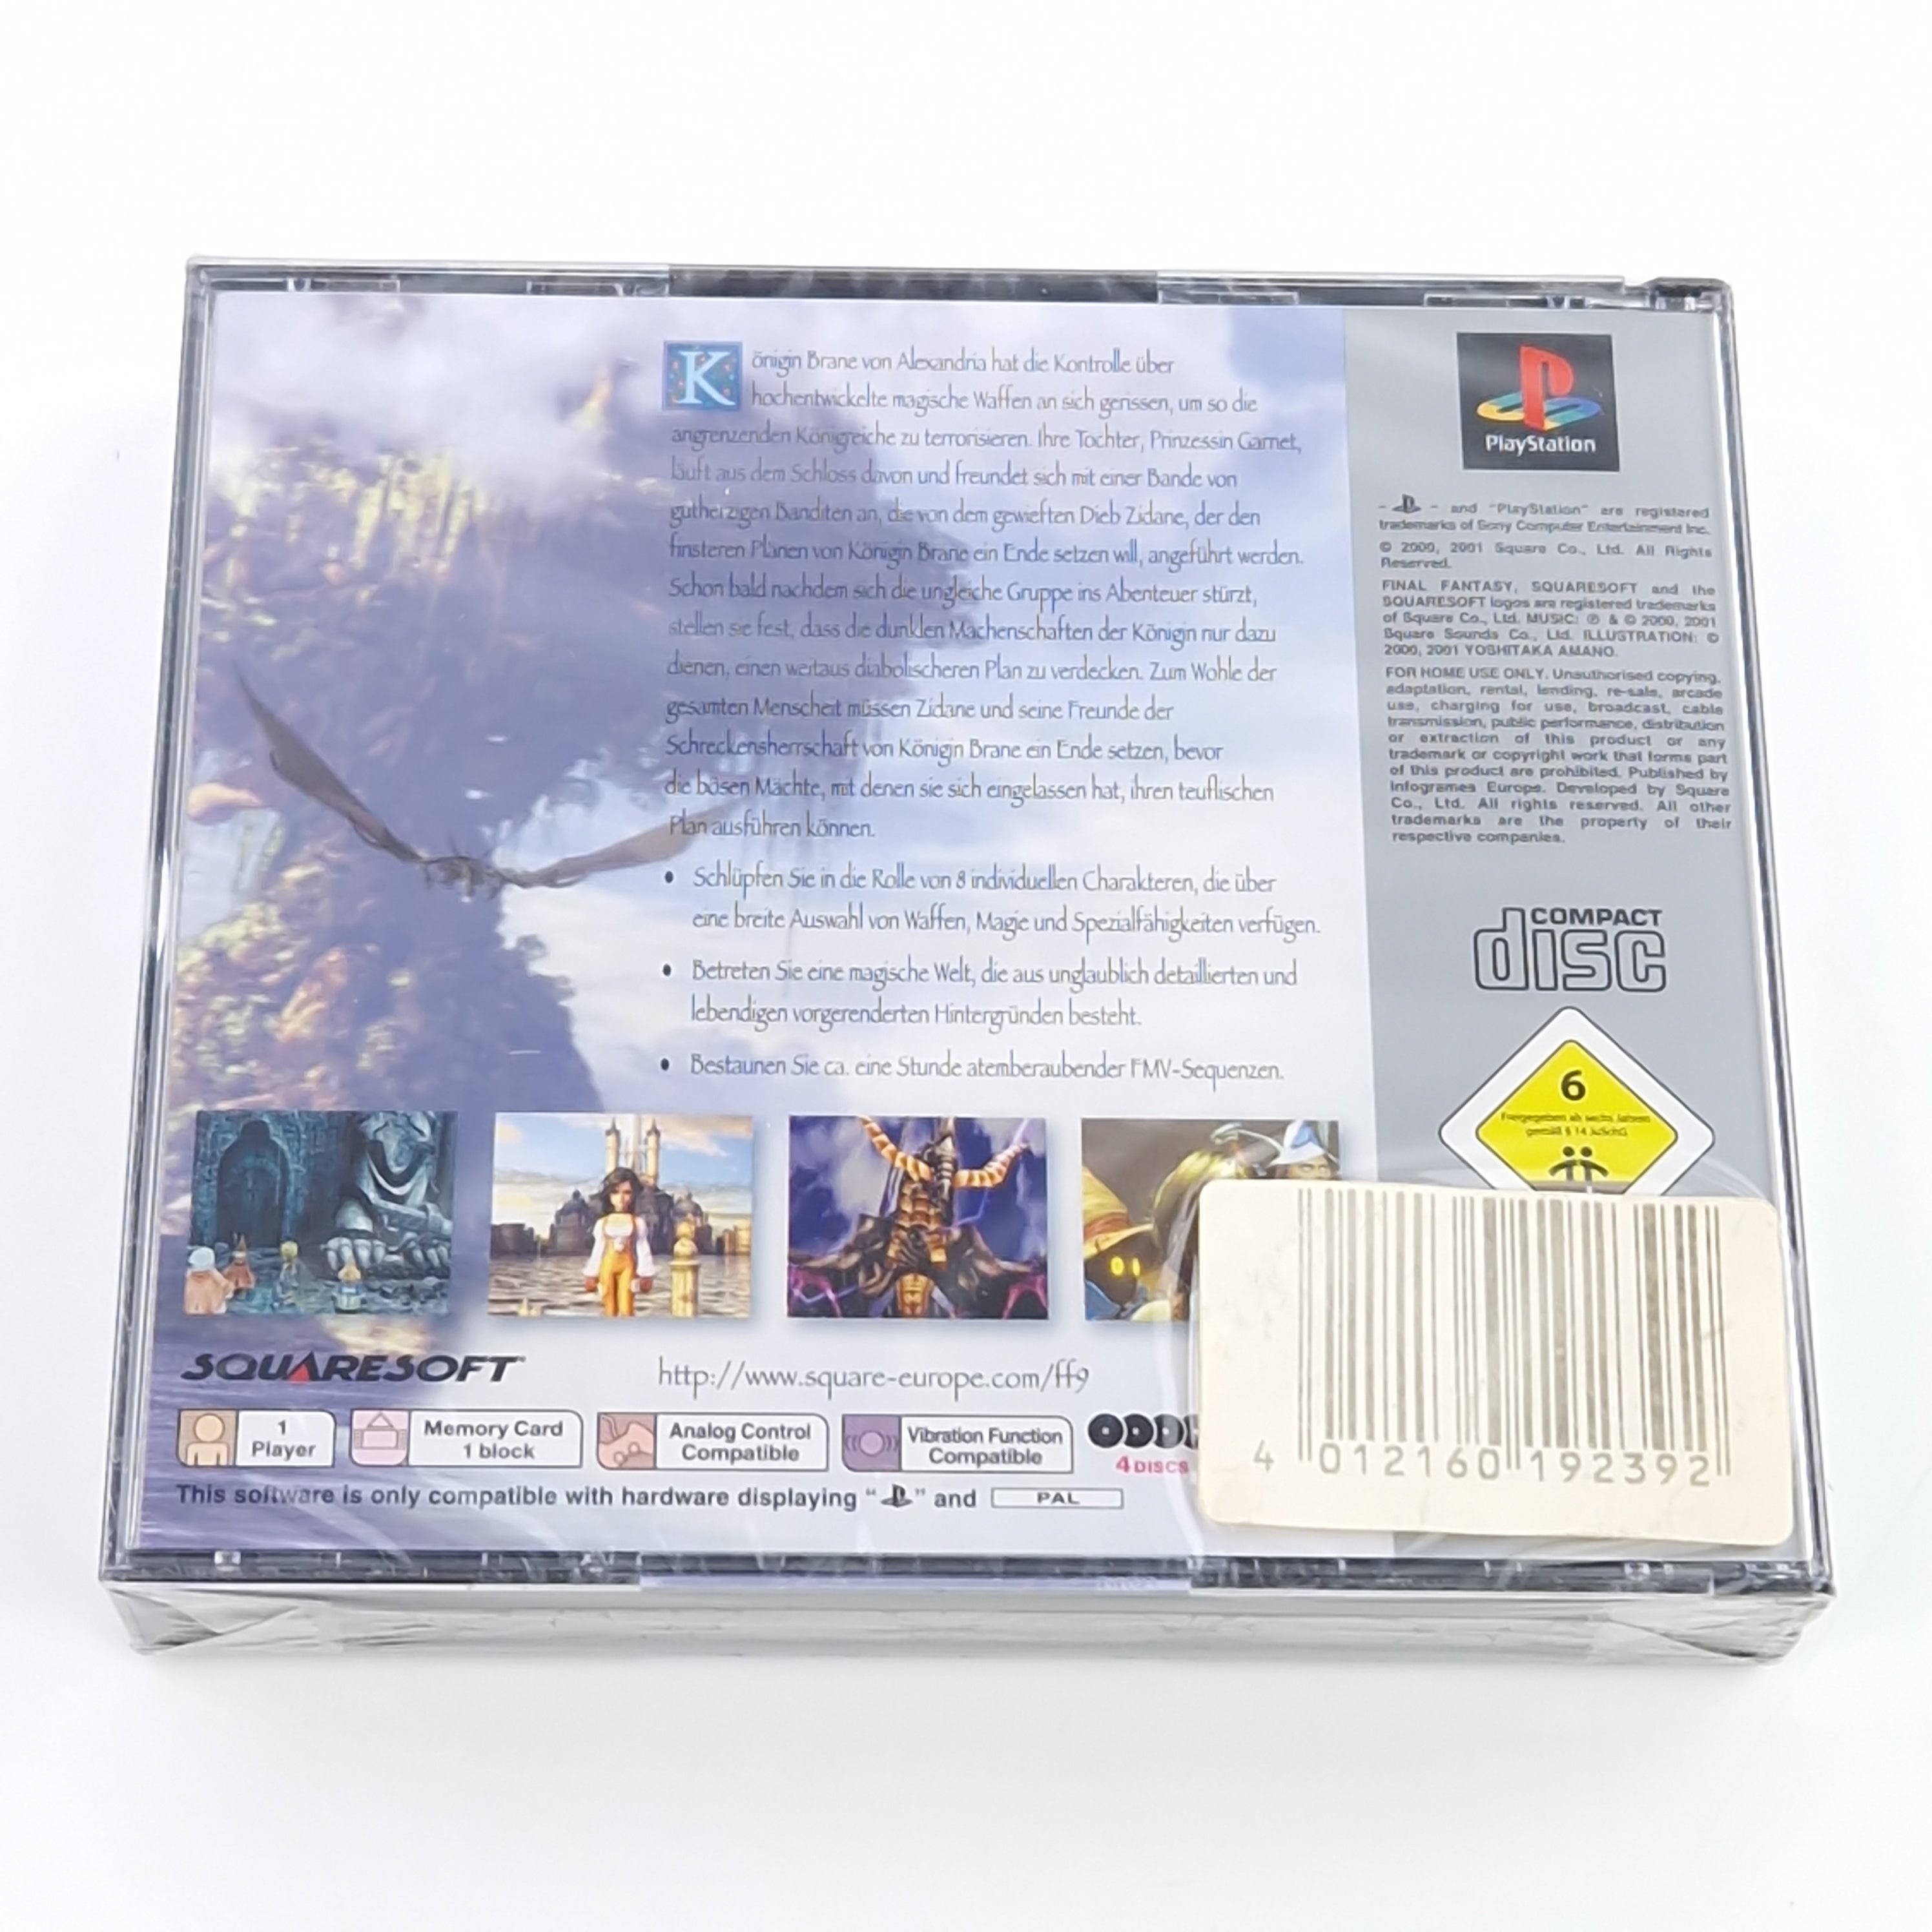 Königin Brane von Alexandria hat die Kontrolle über
hochentwickelte magische Waffen an sich gerissen, um so die
angrenzenden Königreiche zu terrorisieren. Ihre Tochter, Prinzessin Garnet,
läuft aus dem Schloss davon und freundet sich mit einer Bande von
gutherzigen Banditen an, die von dem gewieften Dieb Zidane, der den
finsteren Plänen von Königin Brane ein Ende setzen will, angeführt werden.
Schon bald nachdem sich die ungleiche Gruppe ins Abenteuer stürzt,
stellen sie fest, dass die dunklen Machenschaften der Königin nur dazu
dienen, einen weitaus diabolischeren Plan zu verdecken. Zum Wohle der
gesamten Menscheit müssen Zidane und seine Freunde der
Schreckensherrschaft von Königin Brane ein Ende setzen, bevor
die bösen Mächte, mit denen sie sich eingelassen hat, ihren teuflischen
Plan ausführen können.
• Schlüpfen Sie in die Rolle von 8 individuellen Charakteren, die über
eine breite Auswahl von Waffen, Magie und Spezialfähigkeiten verfügen.
• Betreten Sie eine magische Welt, die aus unglaublich detaillierten und
lebendigen vorgerenderten Hintergründen besteht.
• Bestaunen Sie ca. eine Stunde atemberaubender FMV-Sequenzen.
SQUARESOFT
http://www.square-europe.com/ff9
1
Player
Memory Card
1 block
Analog Control
Compatible
Vibration Function
Compatible
4 DISCS
This software is only compatible with hardware displaying " " and PAL
PlayStation
" " and "PlayStation" are registered
trademarks of Sony Computer Entertainment Inc.
© 2000, 2001 Square Co., Ltd. All Rights
Reserved.
FINAL FANTASY, SQUARESOFT and the
SQUARESOFT logos are registered trademarks
of Square Co., Ltd. MUSIC: ℗ & © 2000, 2001
Square Sounds Co., Ltd. ILLUSTRATION: ©
2000, 2001 YOSHITAKA AMANO.
FOR HOME USE ONLY. Unauthorised copying,
adaptation, rental, lending, re-sale, arcade
use, charging for use, broadcast, cable
transmission, public performance, distribution
or extraction of this product or any
trademark or copyright work that forms part
of this product are prohibited. Published by
Infogrames Europe. Developed by Square
Co., Ltd. All rights reserved. All other
trademarks are the property of their
respective companies.
COMPACT
disc
6
Freigegeben ab sechs Jahren
gemäß § 14 JuSchG
4 012160 192392